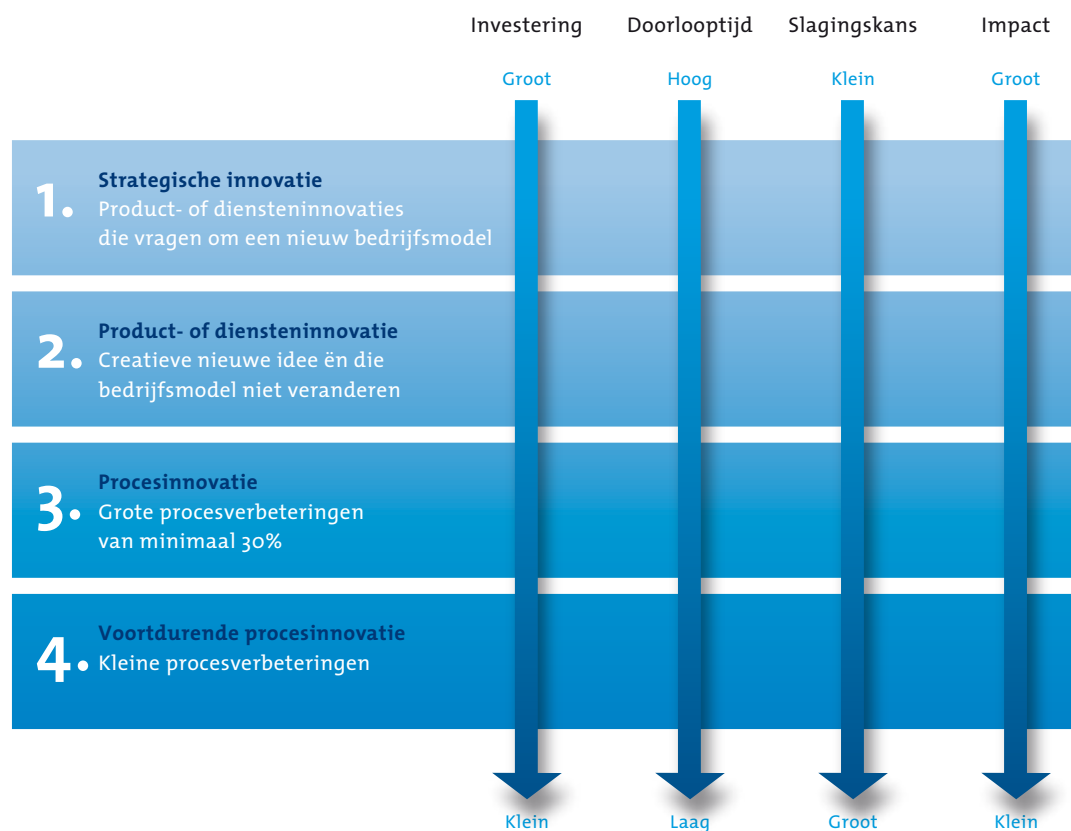 Investering Doorlooptijd Slagingskans Impact
Groot Hoog Klein Groot
1. Strategische innovatie
Product- of diensteninnovaties
die vragen om een nieuw bedrijfsmodel
2. Product- of diensteninnovatie
Creatieve nieuwe idee ën die
bedrijfsmodel niet veranderen
3. Procesinnovatie
Grote procesverbeteringen
van minimaal 30%
4. Voortdurende procesinnovatie
Kleine procesverbeteringen
Klein Laag Groot Klein